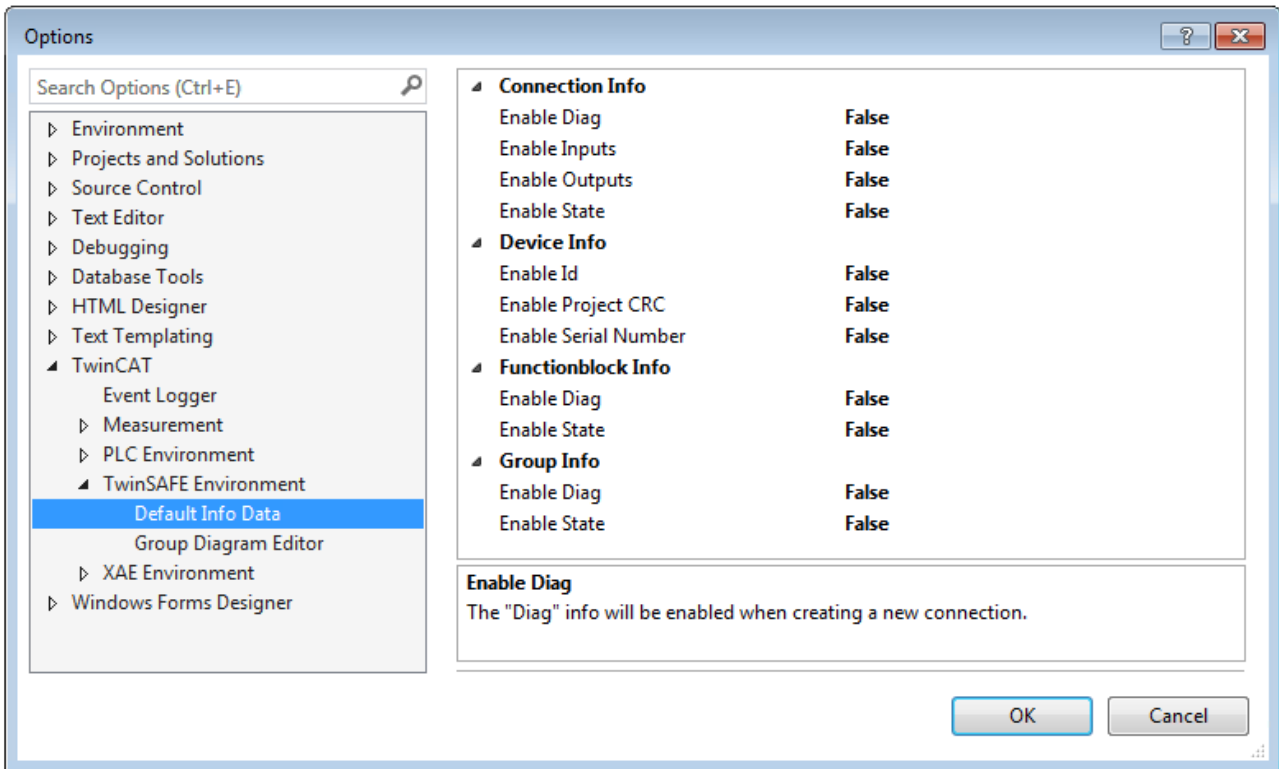 Options
Search Options (Ctrl+E)
Environment
Projects and Solutions
Source Control
Text Editor
Debugging
Database Tools
HTML Designer
Text Templating
TwinCAT
Event Logger
Measurement
PLC Environment
TwinSAFE Environment
Default Info Data
Group Diagram Editor
XAE Environment
Windows Forms Designer
Connection Info
Enable Diag False
Enable Inputs False
Enable Outputs False
Enable State False
Device Info
Enable Id False
Enable Project CRC False
Enable Serial Number False
Functionblock Info
Enable Diag False
Enable State False
Group Info
Enable Diag False
Enable State False
Enable Diag
The "Diag" info will be enabled when creating a new connection.
OK Cancel